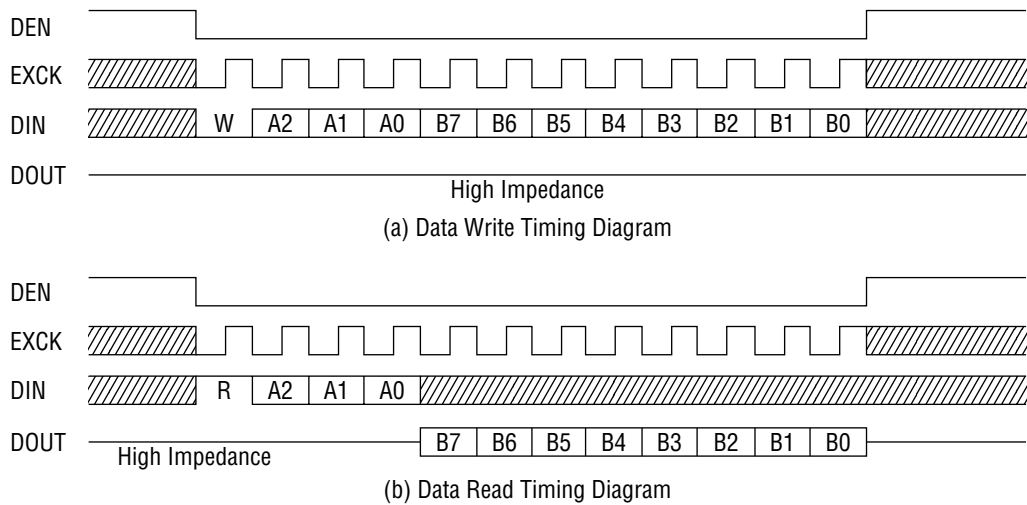 DEN
EXCK
DIN W A2 A1 A0 B7 B6 B5 B4 B3 B2 B1 B0
DOUT
High Impedance
(a) Data Write Timing Diagram
DEN
EXCK
DIN R A2 A1 A0
DOUT B7 B6 B5 B4 B3 B2 B1 B0
High Impedance
(b) Data Read Timing Diagram